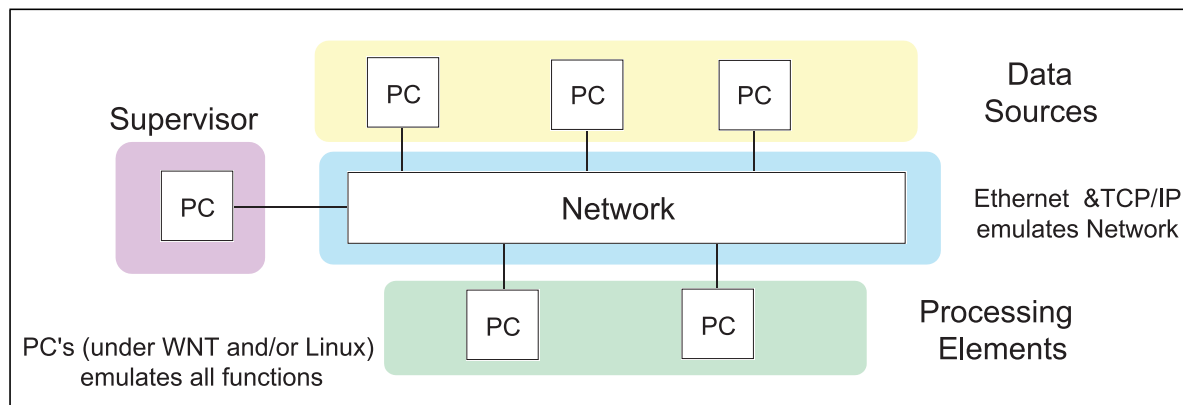 PC
PC
PC
Data
Sources
Supervisor
PC
Network
Ethernet &TCP/IP
emulates Network
PC
PC
Processing
Elements
PC's (under WNT and/or Linux)
emulates all functions